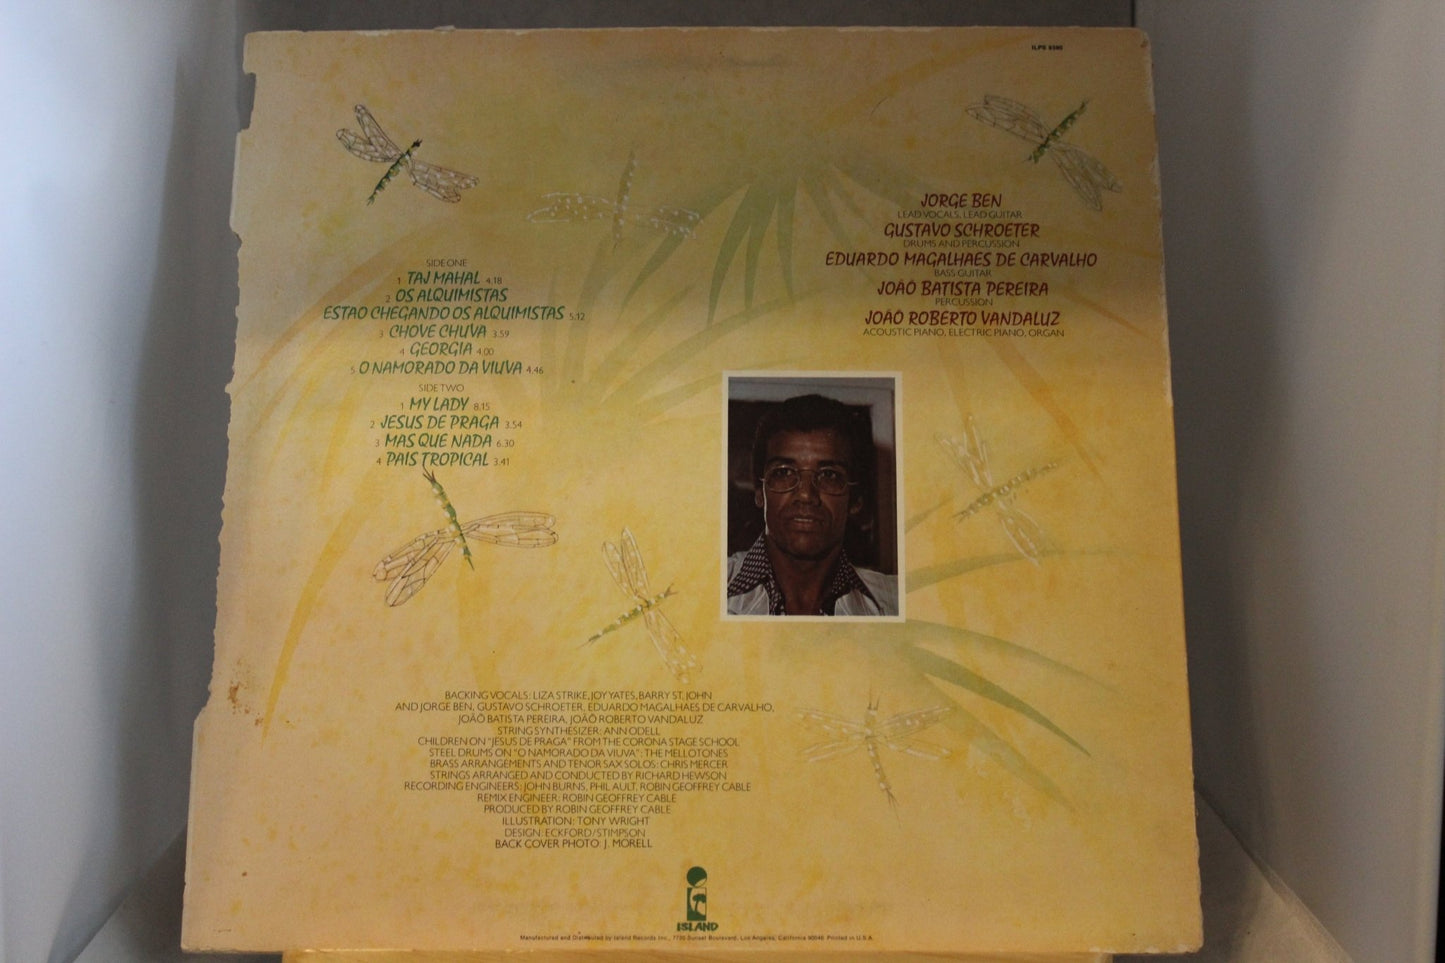 ILPS 9390
SIDE ONE
1 TAJ MAHAL 4.18
2 OS ALQUIMISTAS
ESTAO CHEGANDO OS ALQUIMISTAS 5.12
3 CHOVE CHUVA 3.59
4 GEORGIA 4.00
5 O NAMORADO DA VIUVA 4.46
SIDE TWO
1 MY LADY 8.15
2 JESUS DE PRAGA 3.54
3 MAS QUE NADA 6.30
4 PAIS TROPICAL 3.41
JORGE BEN
LEAD VOCALS, LEAD GUITAR
GUSTAVO SCHROETER
DRUMS AND PERCUSSION
EDUARDO MAGALHAES DE CARVALHO
BASS GUITAR
JOAÕ BATISTA PEREIRA
PERCUSSION
JOAÕ ROBERTO VANDALUZ
ACOUSTIC PIANO, ELECTRIC PIANO, ORGAN
BACKING VOCALS: LIZA STRIKE, JOY YATES, BARRY ST. JOHN
AND JORGE BEN, GUSTAVO SCHROETER, EDUARDO MAGALHAES DE CARVALHO,
JOAÕ BATISTA PEREIRA, JOAÕ ROBERTO VANDALUZ
STRING SYNTHESIZER: ANN ODELL
CHILDREN ON "JESUS DE PRAGA" FROM THE CORONA STAGE SCHOOL
STEEL DRUMS ON "O NAMORADO DA VIUVA": THE MELLOTONES
BRASS ARRANGEMENTS AND TENOR SAX SOLOS: CHRIS MERCER
STRINGS ARRANGED AND CONDUCTED BY RICHARD HEWSON
RECORDING ENGINEERS: JOHN BURNS, PHIL AULT, ROBIN GEOFFREY CABLE
REMIX ENGINEER: ROBIN GEOFFREY CABLE
PRODUCED BY ROBIN GEOFFREY CABLE
ILLUSTRATION: TONY WRIGHT
DESIGN: ECKFORD/STIMPSON
BACK COVER PHOTO: J. MORELL
ISLAND
Manufactured and Distributed by Island Records Inc., 7720 Sunset Boulevard, Los Angeles, California 90046. Printed in U.S.A.